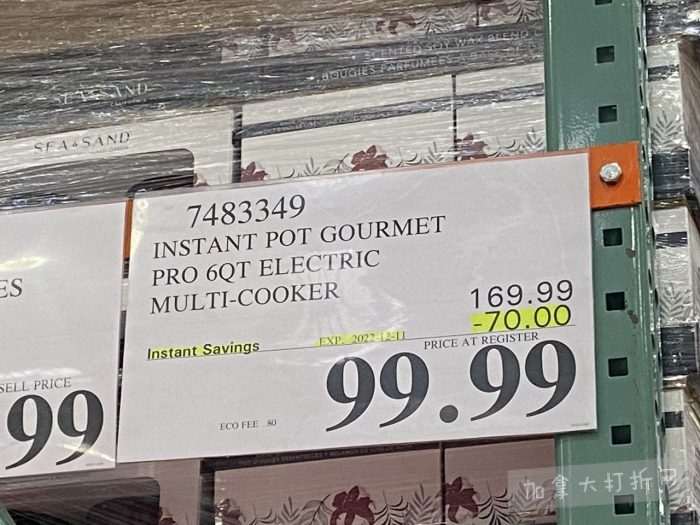 SCENTED SOY WAX BLEND
BOUGIES PARFUMÉES
SEA & SAND
SEA & SAND
7483349
INSTANT POT GOURMET
PRO 6QT ELECTRIC
MULTI-COOKER
169.99
-70.00
Instant Savings
EXP. 2022-12-11
PRICE AT REGISTER
99.99
ECO FEE .80
ES
SELL PRICE
99
加拿大打折